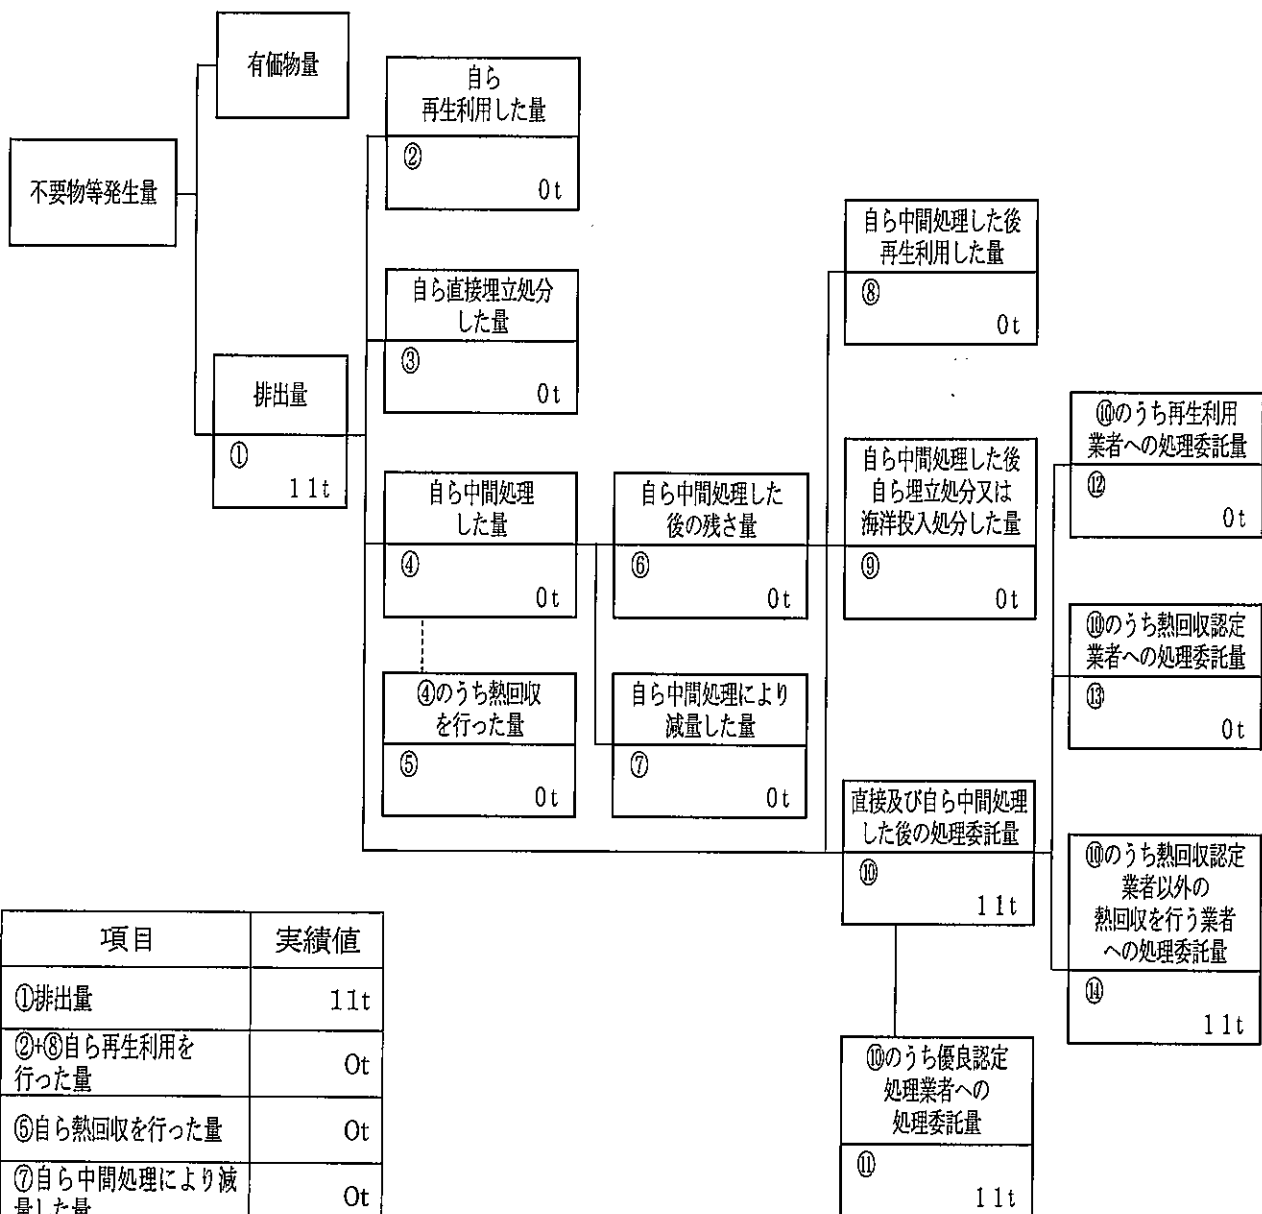 有価物量
不要物等発生量
排出量
①
11t
自ら
再生利用した量
②
0t
自ら直接埋立処分
した量
③
0t
自ら中間処理
した量
④
0t
④のうち熱回収
を行った量
⑤
0t
自ら中間処理した
後の残さ量
⑥
0t
自ら中間処理により
減量した量
⑦
0t
自ら中間処理した後
再生利用した量
⑧
0t
自ら中間処理した後
自ら埋立処分又は
海洋投入処分した量
⑨
0t
直接及び自ら中間処理
した後の処理委託量
⑩
11t
⑩のうち優良認定
処理業者への
処理委託量
⑪
11t
⑩のうち再生利用
業者への処理委託量
⑫
0t
⑩のうち熱回収認定
業者への処理委託量
⑬
0t
⑩のうち熱回収認定
業者以外の
熱回収を行う業者
への処理委託量
⑭
11t
項目 実績値
①排出量 11t
②+⑧自ら再生利用を
行った量 0t
⑤自ら熱回収を行った量 0t
⑦自ら中間処理により減
量した量 0t